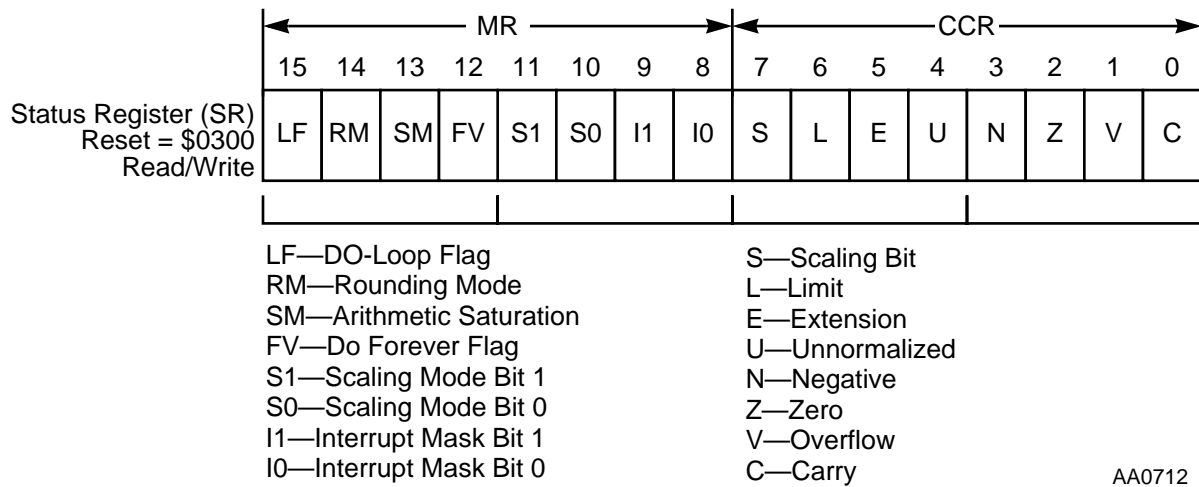 MR CCR
15 14 13 12 11 10 9 8 7 6 5 4 3 2 1 0
Status Register (SR)
Reset = $0300
Read/Write
LF RM SM FV S1 S0 I1 I0 S L E U N Z V C
LF—DO-Loop Flag
RM—Rounding Mode
SM—Arithmetic Saturation
FV—Do Forever Flag
S1—Scaling Mode Bit 1
S0—Scaling Mode Bit 0
I1—Interrupt Mask Bit 1
I0—Interrupt Mask Bit 0
S—Scaling Bit
L—Limit
E—Extension
U—Unnormalized
N—Negative
Z—Zero
V—Overflow
C—Carry
AA0712